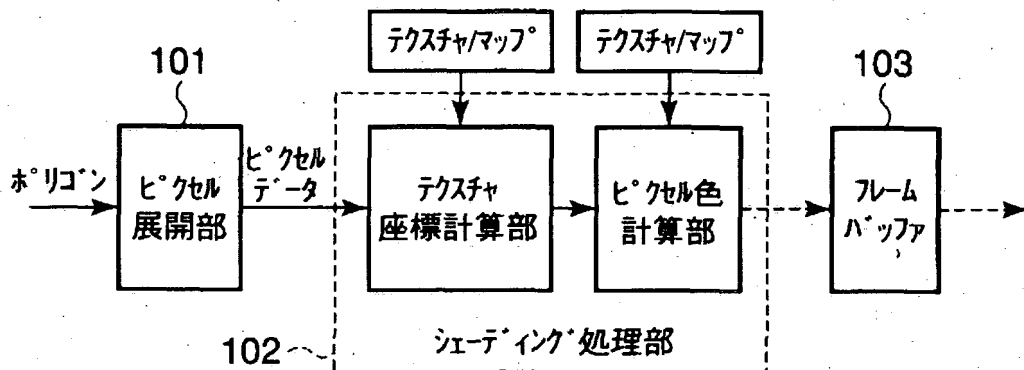 テクスチャ/マップ
テクスチャ/マップ
101
103
ポリゴン
ピクセル
展開部
ピクセル
データ
テクスチャ
座標計算部
ピクセル色
計算部
フレーム
バッファ
102
シェーディング処理部